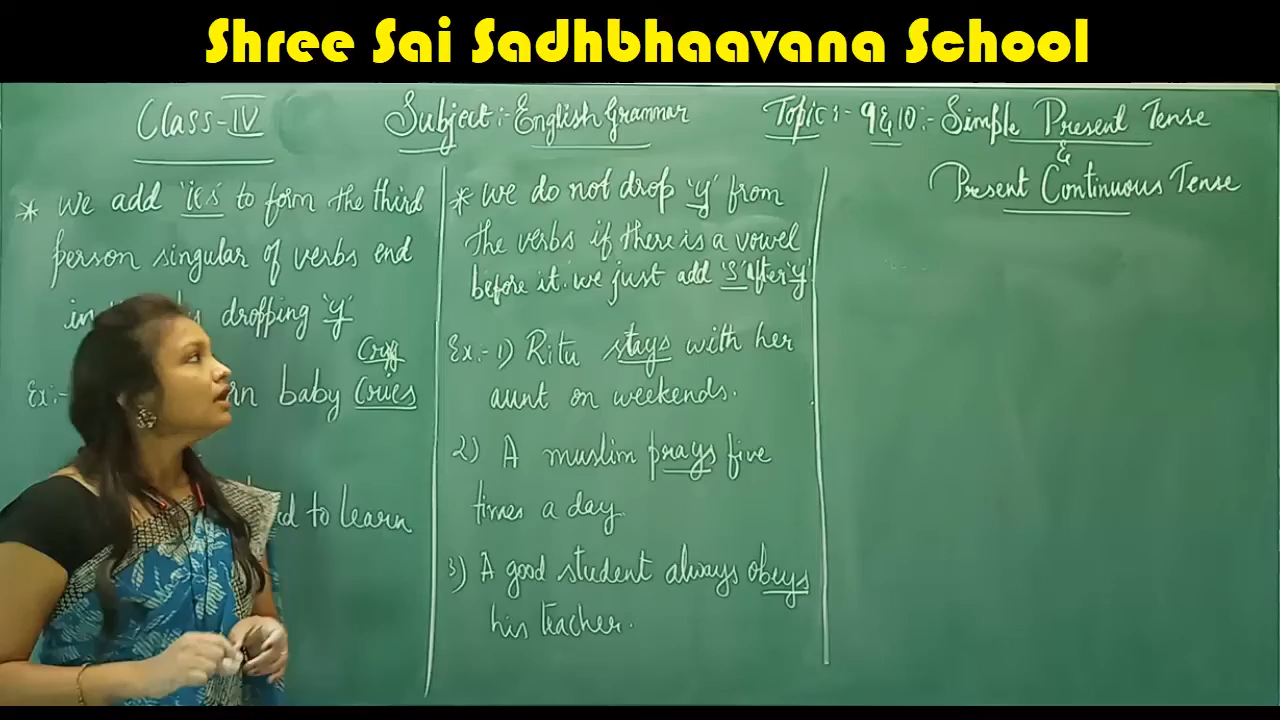 Shree Sai Sadhbhaavana School
Class-IV
Subject:- English Grammar
Topic:- 9 & 10:- Simple Present Tense
&
Present Continuous Tense
* we add 'ies' to form the third
person singular of verbs end
in dropping 'y'
Cry
Ex:- baby Cries
to learn
* we do not drop 'y' from
the verbs if there is a vowel
before it. we just add 's' after 'y'
Ex:- 1) Ritu stays with her
aunt on weekends.
2) A muslim prays five
times a day.
3) A good student always obeys
his teacher.